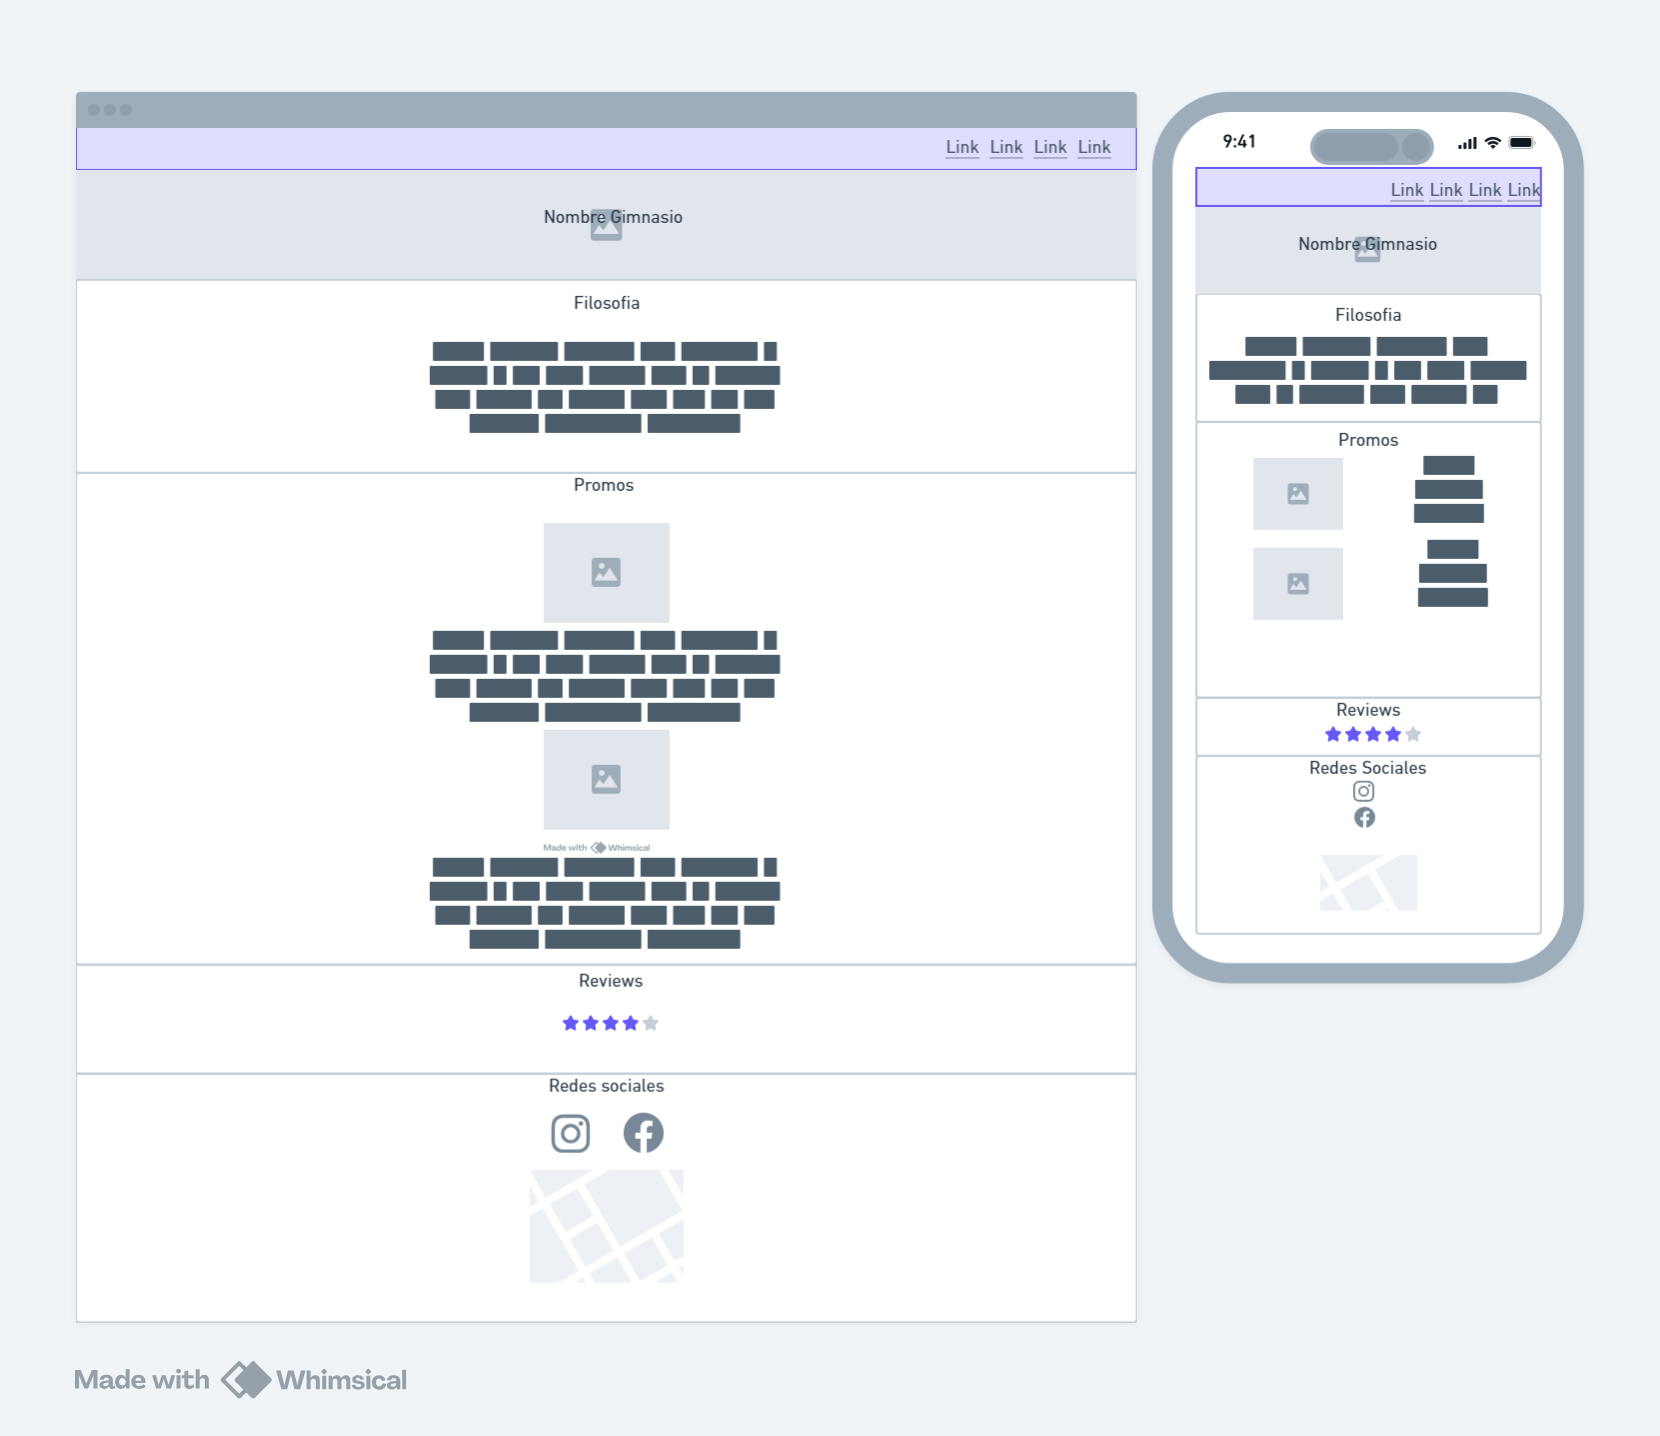 Link Link Link Link
Nombre Gimnasio
Filosofia
Promos
Made with Whimsical
Reviews
Redes sociales
9:41
Link Link Link Link
Nombre Gimnasio
Filosofia
Promos
Reviews
Redes Sociales
Made with Whimsical